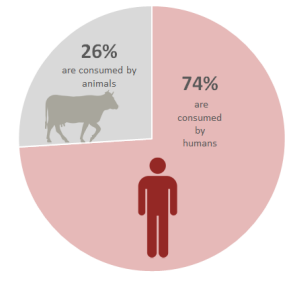 26%
are consumed by
animals
74%
are
consumed
by
humans